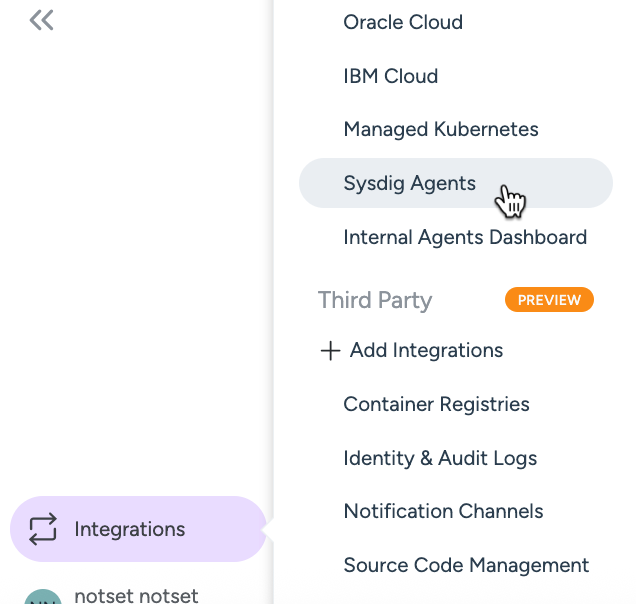 Oracle Cloud
IBM Cloud
Managed Kubernetes
Sysdig Agents
Internal Agents Dashboard
Third Party PREVIEW
Add Integrations
Container Registries
Identity & Audit Logs
Notification Channels
Integrations
Source Code Management
notset notset